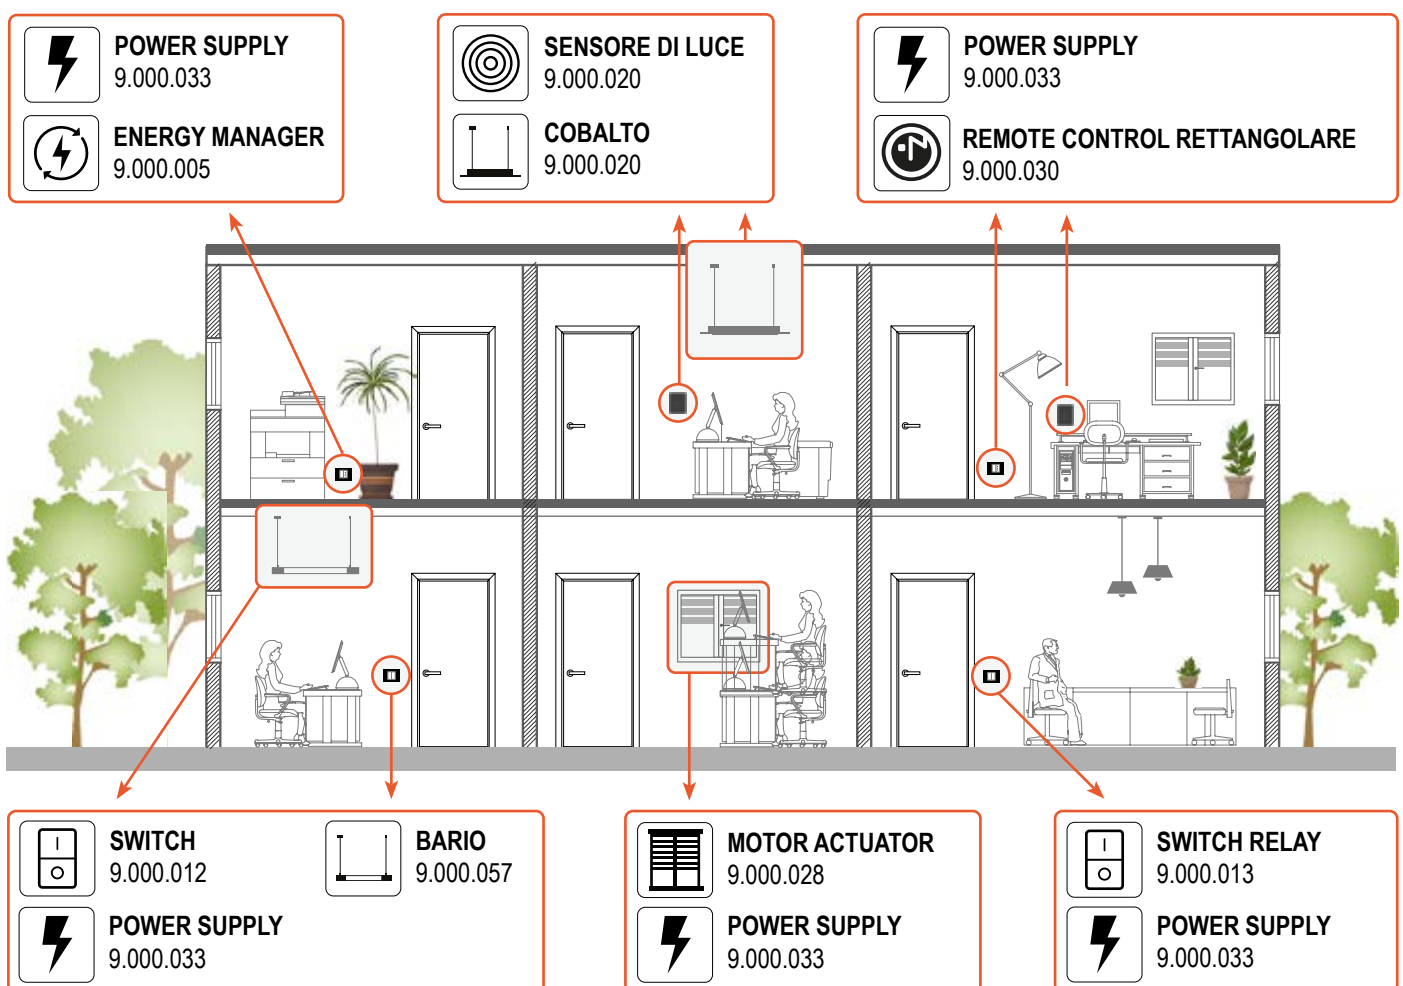 POWER SUPPLY
9.000.033
ENERGY MANAGER
9.000.005
SENSORE DI LUCE
9.000.020
COBALTO
9.000.020
POWER SUPPLY
9.000.033
REMOTE CONTROL RETTANGOLARE
9.000.030
SWITCH
9.000.012
BARIO
9.000.057
POWER SUPPLY
9.000.033
MOTOR ACTUATOR
9.000.028
POWER SUPPLY
9.000.033
SWITCH RELAY
9.000.013
POWER SUPPLY
9.000.033